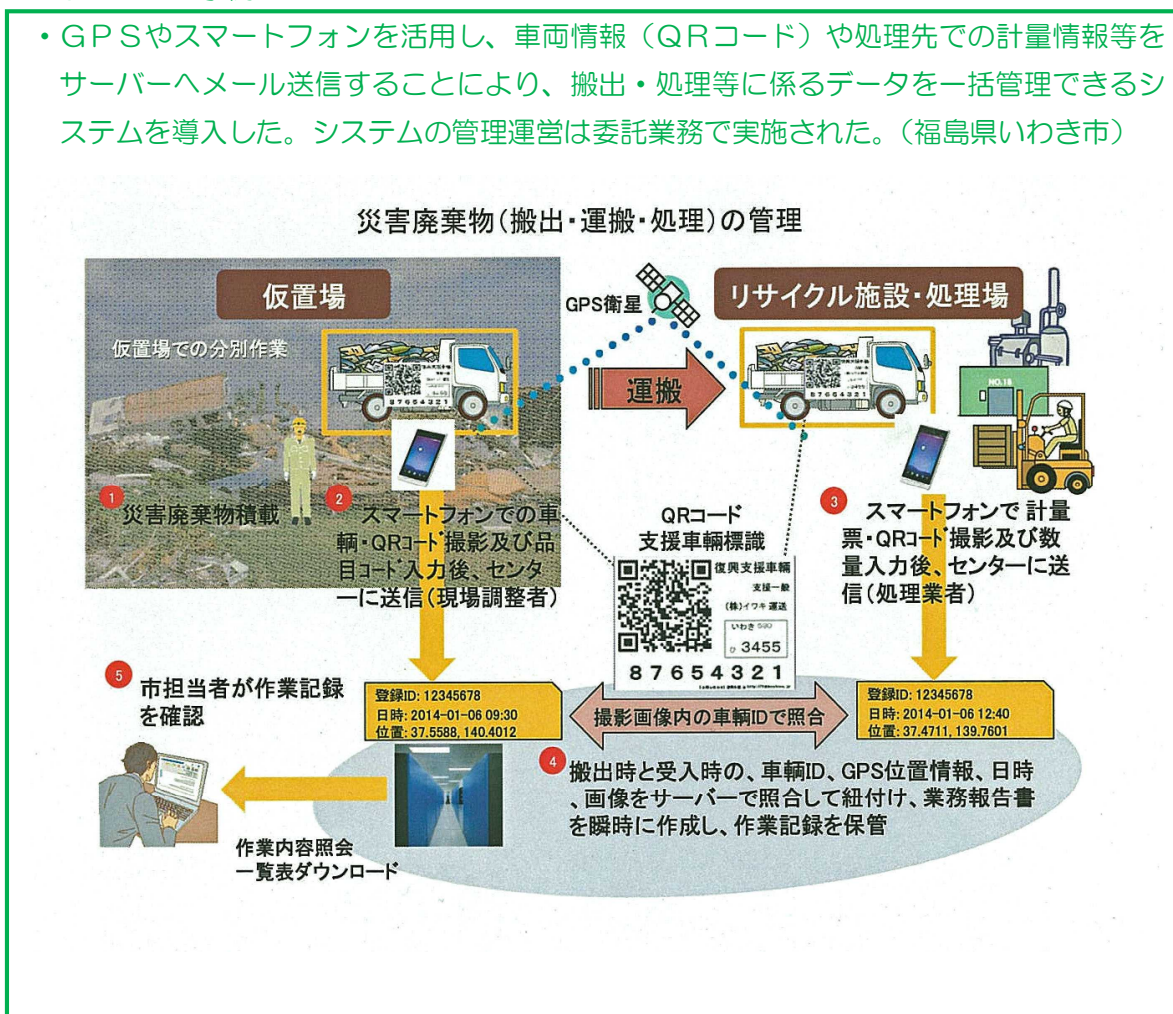 ・GPSやスマートフォンを活用し、車両情報（QRコード）や処理先での計量情報等を
サーバーへメール送信することにより、搬出・処理等に係るデータを一括管理できるシ
ステムを導入した。システムの管理運営は委託業務で実施された。（福島県いわき市）
災害廃棄物（搬出・運搬・処理）の管理
仮置場
GPS衛星
リサイクル施設・処理場
仮置場での分別作業
87654321
運搬
87654321
NO.18
1
災害廃棄物積載
2
スマートフォンでの車
輌・QRコード撮影及び品
目コード入力後、センタ
ーに送信（現場調整者）
QRコード
支援車輛標識
復興支援車輛
支援一般
(株)イワキ 運送
いわき 580
ひ 3455
87654321
3
スマートフォンで 計量
票・QRコード撮影及び数
量入力後、センターに送
信（処理業者）
5
市担当者が作業記録
を確認
登録ID: 12345678
日時: 2014-01-06 09:30
位置: 37.5588, 140.4012
撮影画像内の車輌IDで照合
登録ID: 12345678
日時: 2014-01-06 12:40
位置: 37.4711, 139.7601
4
搬出時と受入時の、車輌ID、GPS位置情報、日時
、画像をサーバーで照合して紐付け、業務報告書
を瞬時に作成し、作業記録を保管
作業内容照会
一覧表ダウンロード